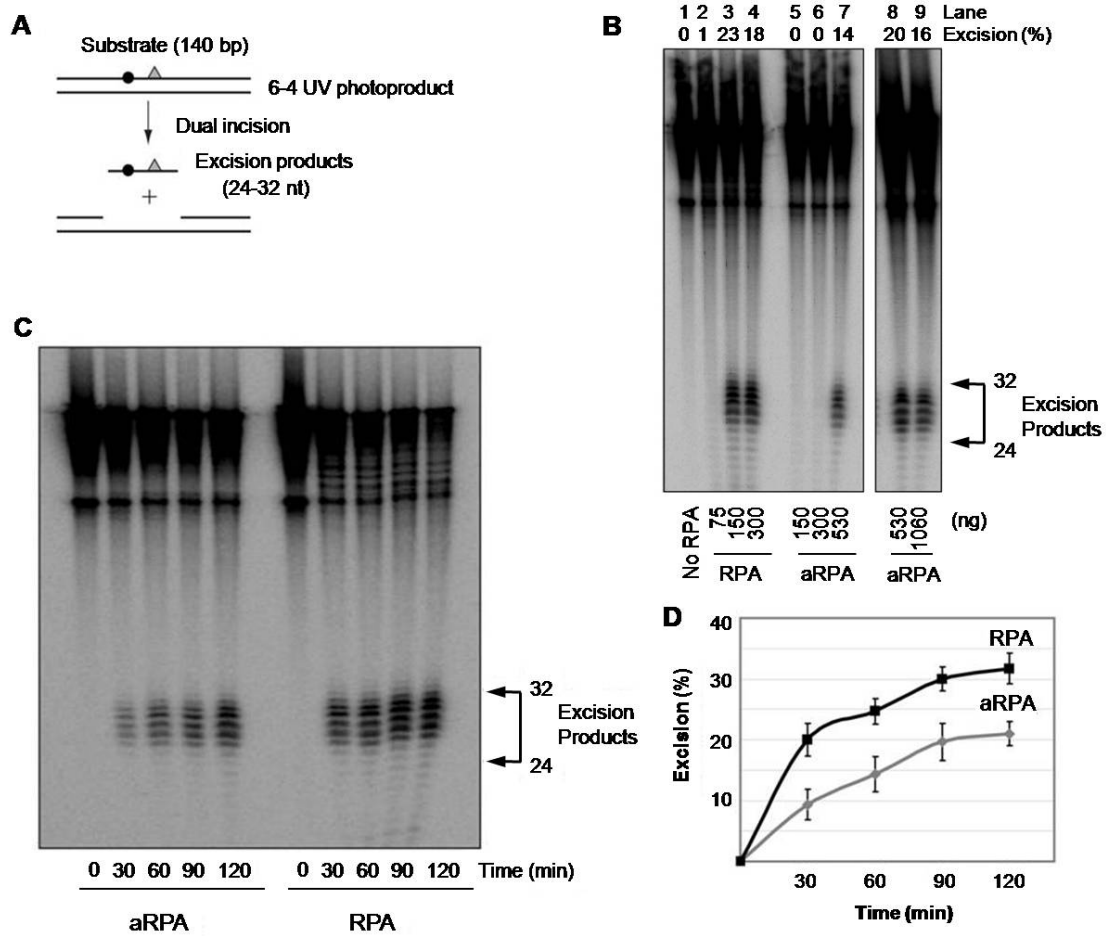 A
Substrate (140 bp)
6-4 UV photoproduct
Dual incision
Excision products
(24-32 nt)
+
B
1 2 3 4 5 6 7 8 9 Lane
0 1 23 18 0 0 14 20 16 Excision (%)
32
Excision
Products
24
No RPA 75 150 300 150 300 530 530 1060 (ng)
RPA aRPA aRPA
C
32
Excision
Products
24
0 30 60 90 120 0 30 60 90 120 Time (min)
aRPA RPA
D
40
30
20
10
Excision (%)
RPA
aRPA
30 60 90 120
Time (min)